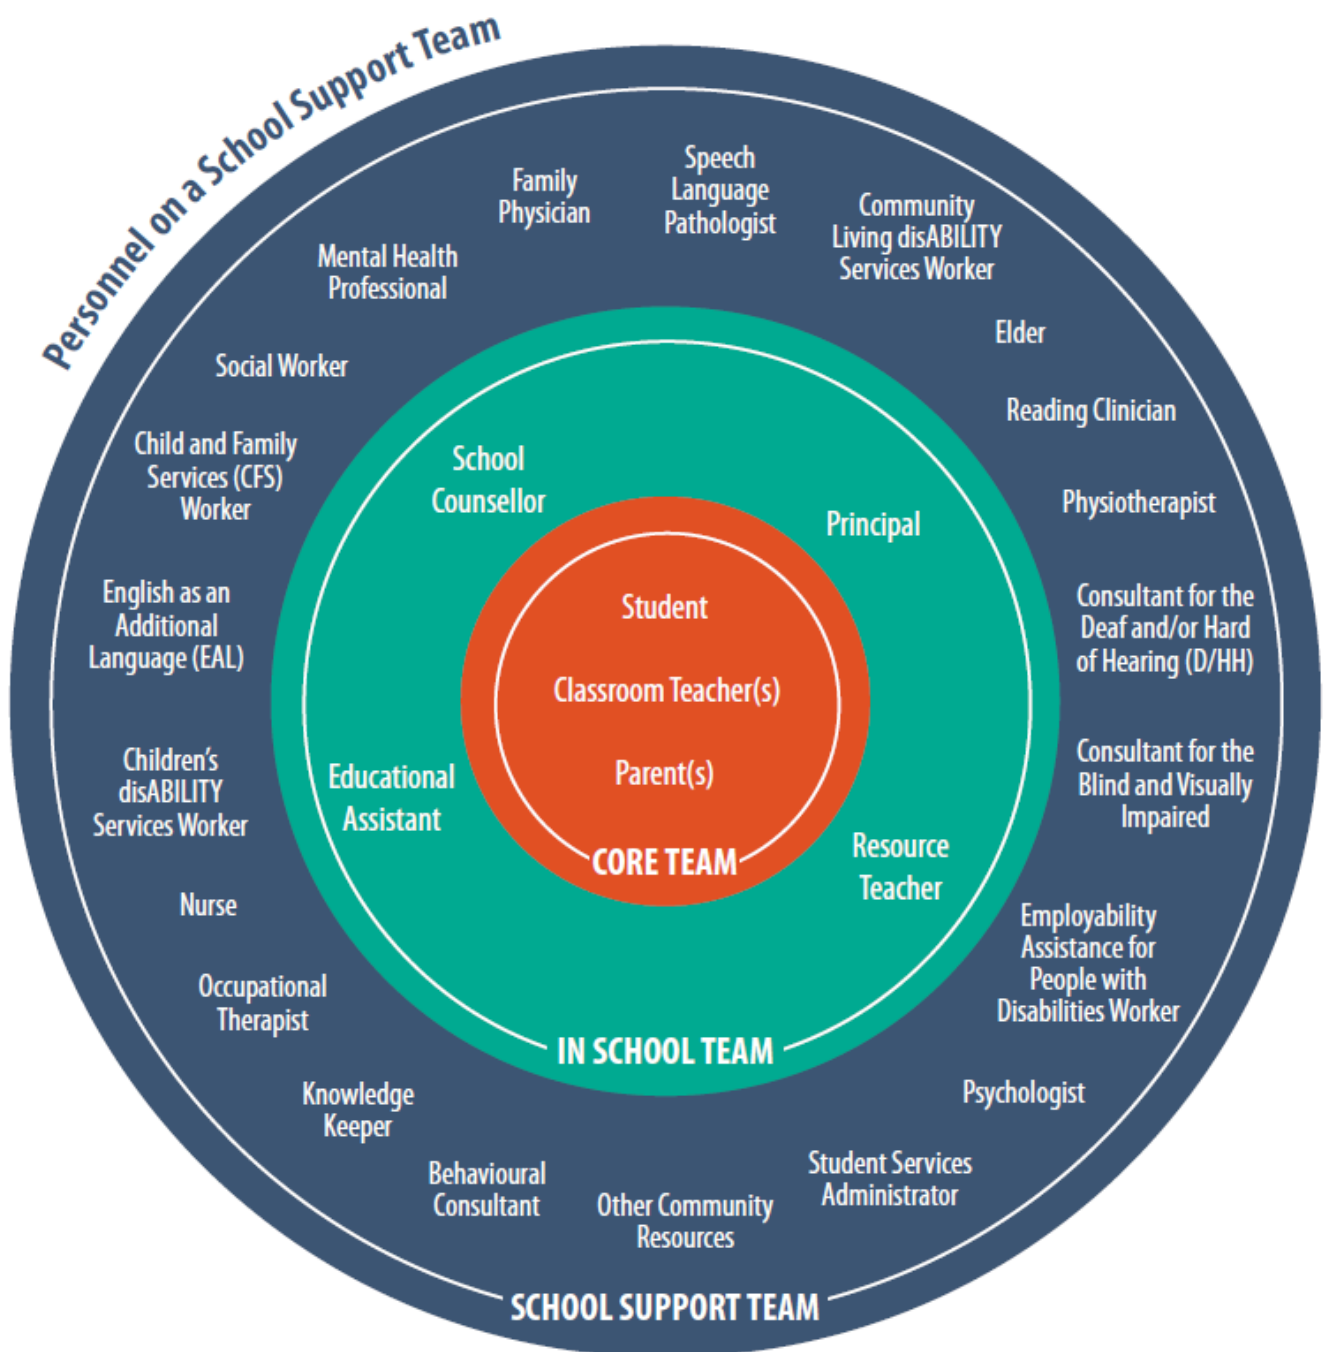 Personnel on a School Support Team
Family
Physician
Speech
Language
Pathologist
Community
Living disABILITY
Services Worker
Elder
Reading Clinician
Physiotherapist
Consultant for the
Deaf and/or Hard
of Hearing (D/HH)
Consultant for the
Blind and Visually
Impaired
Employability
Assistance for
People with
Disabilities Worker
Psychologist
Student Services
Administrator
Other Community
Resources
Behavioural
Consultant
Knowledge
Keeper
Occupational
Therapist
Nurse
Children's
disABILITY
Services Worker
English as an
Additional
Language (EAL)
Child and Family
Services (CFS)
Worker
Social Worker
Mental Health
Professional
School
Counsellor
Principal
Resource
Teacher
Educational
Assistant
Student
Classroom Teacher(s)
Parent(s)
CORE TEAM
IN SCHOOL TEAM
SCHOOL SUPPORT TEAM